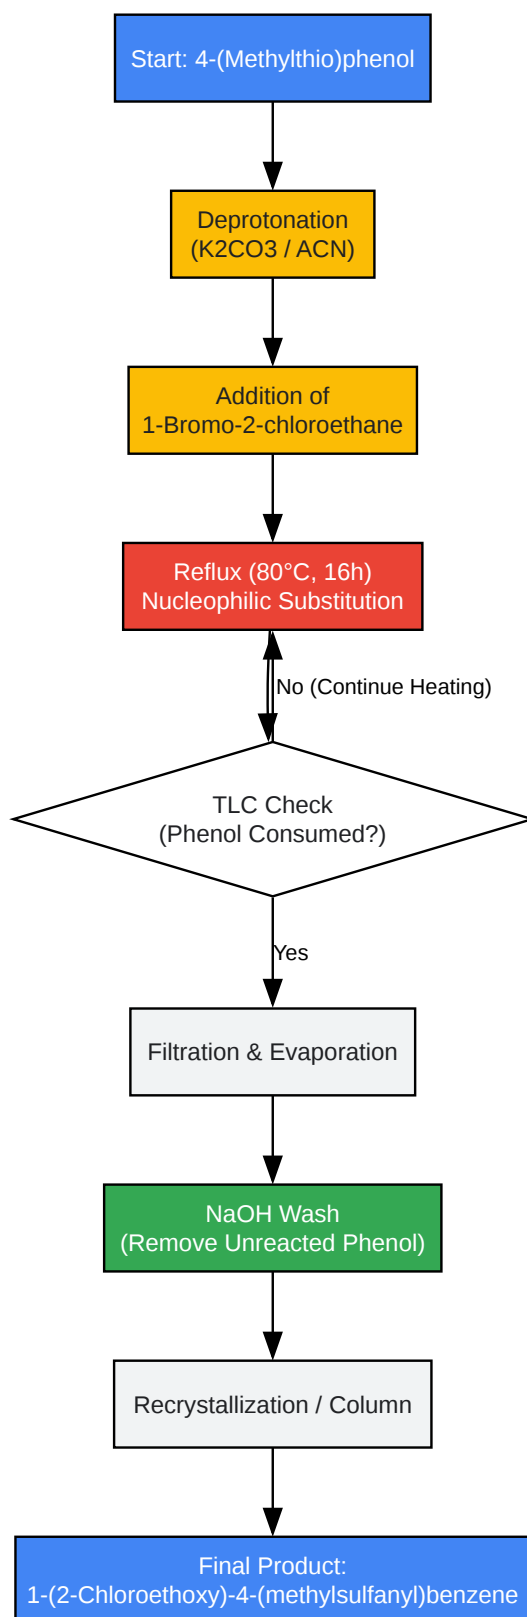 Start: 4-(Methylthio)phenol
Deprotonation
(K2CO3 / ACN)
Addition of
1-Bromo-2-chloroethane
Reflux (80°C, 16h)
Nucleophilic Substitution
No (Continue Heating)
TLC Check
(Phenol Consumed?)
Yes
Filtration & Evaporation
NaOH Wash
(Remove Unreacted Phenol)
Recrystallization / Column
Final Product:
1-(2-Chloroethoxy)-4-(methylsulfanyl)benzene